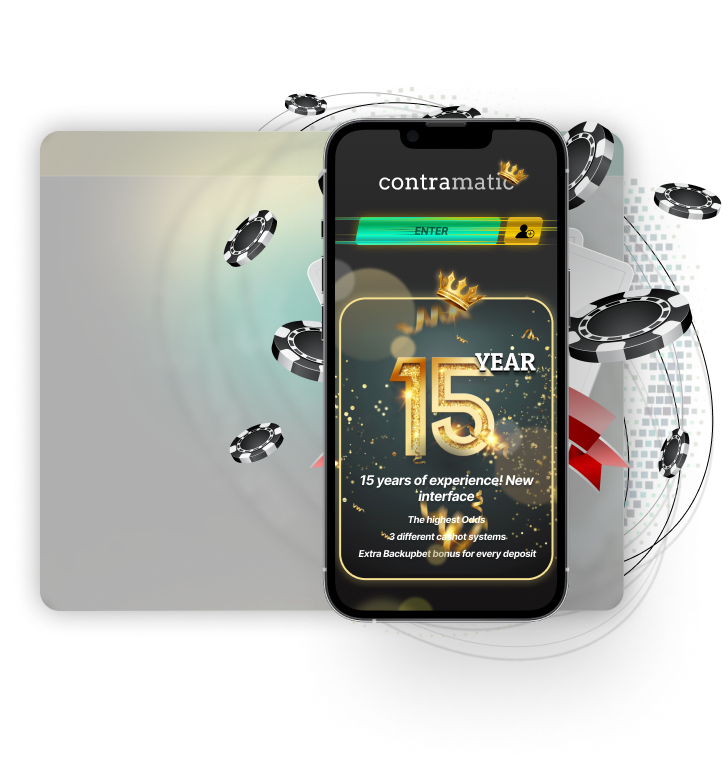 contramatic
ENTER
YEAR
15
15 years of experience! New
interface
The highest Odds
3 different cashot systems
Extra Backupbet bonus for every deposit